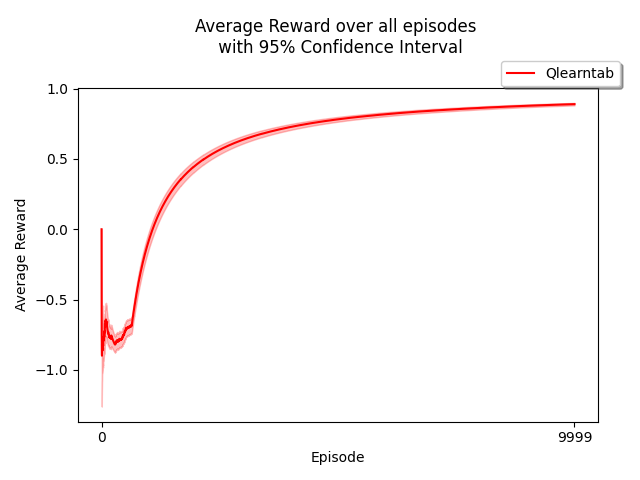 Average Reward over all episodes
with 95% Confidence Interval
Qlearntab
1.0
0.5
0.0
−0.5
−1.0
Average Reward
0
9999
Episode